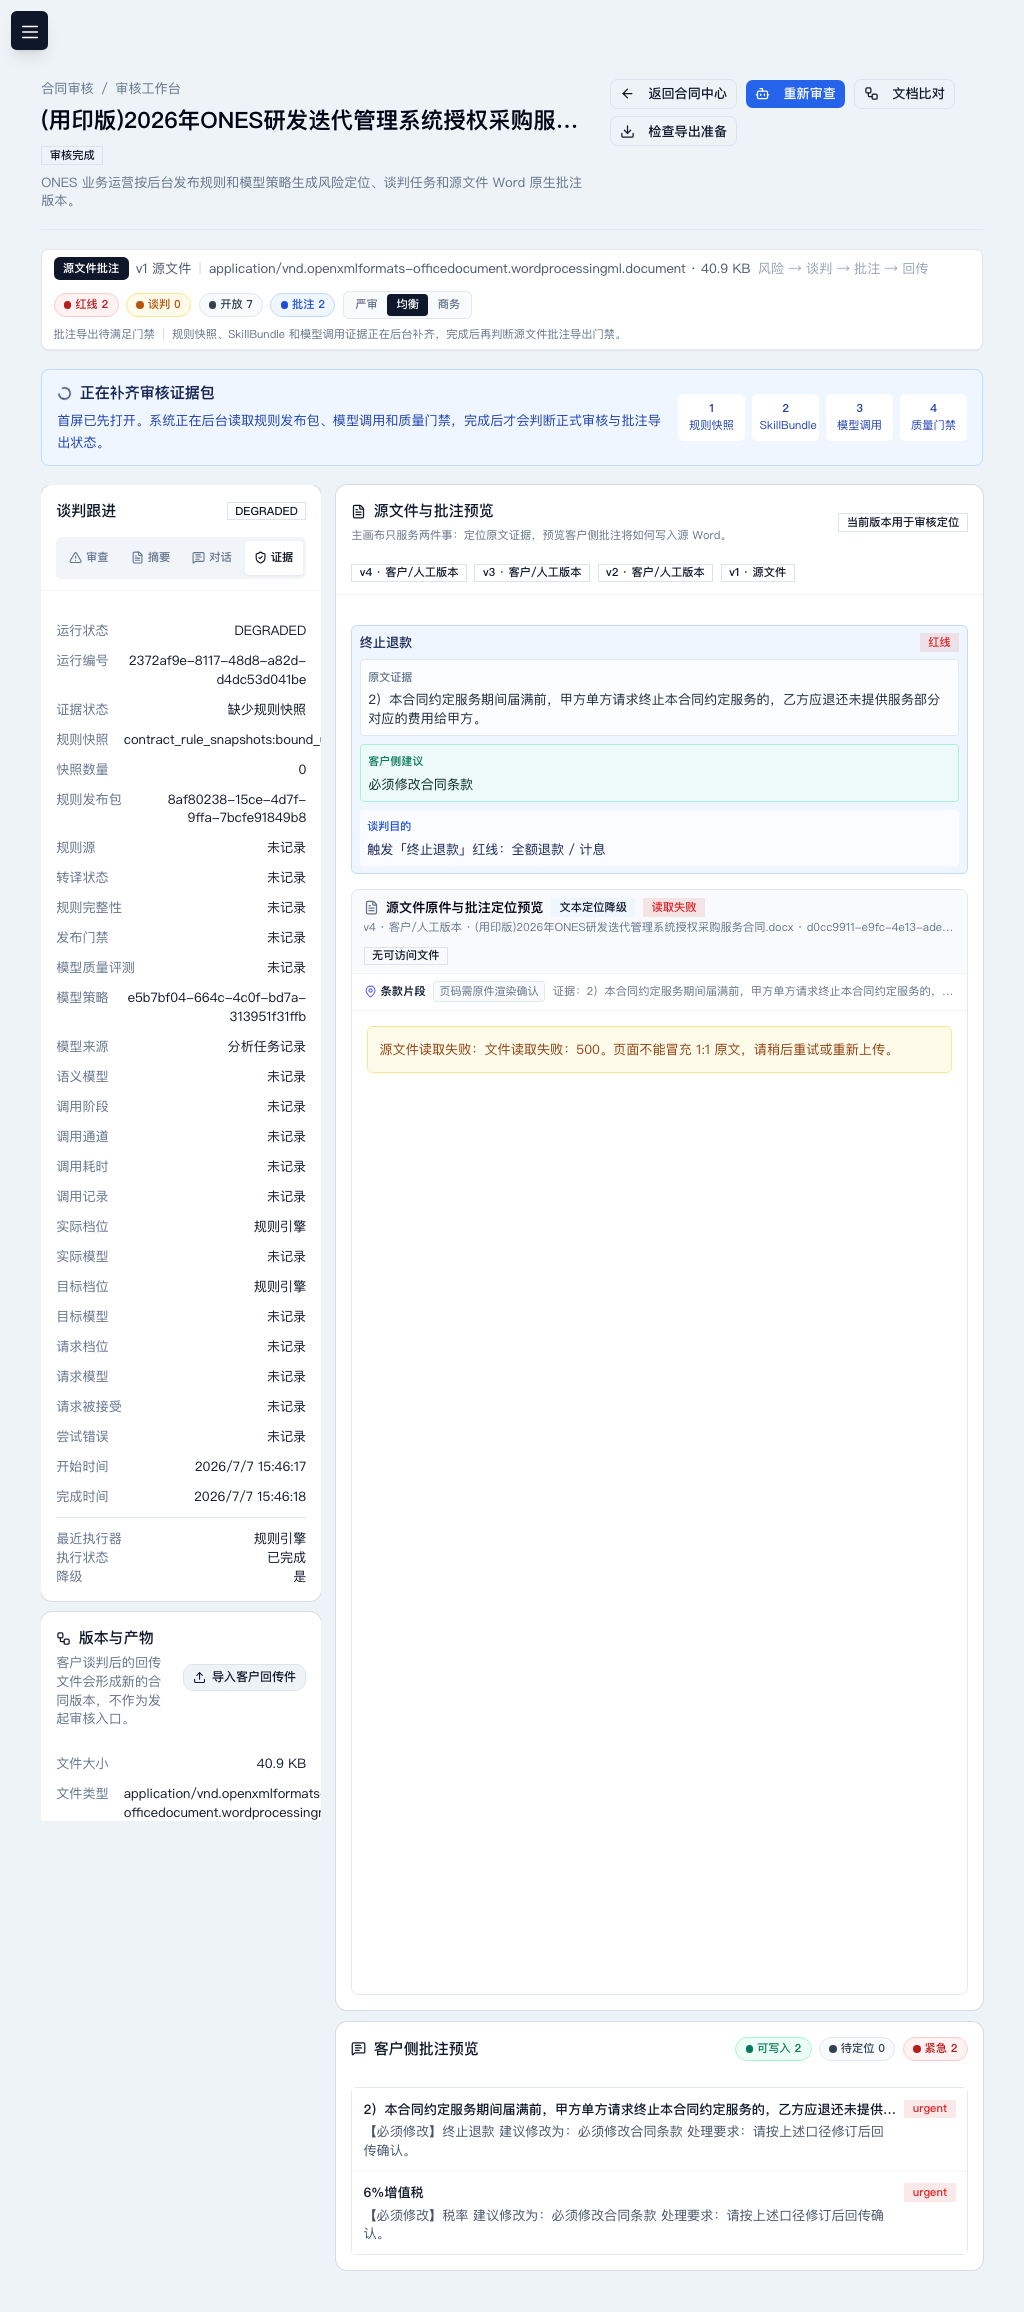 合同审核 / 审核工作台
(用印版)2026年ONES研发迭代管理系统授权采购服...
审核完成
ONES 业务运营按后台发布规则和模型策略生成风险定位、谈判任务和源文件 Word 原生批注
版本。
返回合同中心
重新审查
文档比对
检查导出准备
源文件批注 v1 源文件 | application/vnd.openxmlformats-officedocument.wordprocessingml.document · 40.9 KB 风险 → 谈判 → 批注 → 回传
红线 2 谈判 0 开放 7 批注 2 严审 均衡 商务
批注导出待满足门禁 | 规则快照、SkillBundle 和模型调用证据正在后台补齐，完成后再判断源文件批注导出门禁。
正在补齐审核证据包
首屏已先打开。系统正在后台读取规则发布包、模型调用和质量门禁，完成后才会判断正式审核与批注导
出状态。
1 规则快照
2 SkillBundle
3 模型调用
4 质量门禁
谈判跟进 DEGRADED
审查 摘要 对话 证据
运行状态 DEGRADED
运行编号 2372af9e-8117-48d8-a82d-
d4dc53d041be
证据状态 缺少规则快照
规则快照 contract_rule_snapshots:bound_
快照数量 0
规则发布包 8af80238-15ce-4d7f-
9ffa-7bcfe91849b8
规则源 未记录
转译状态 未记录
规则完整性 未记录
发布门禁 未记录
模型质量评测 未记录
模型策略 e5b7bf04-664c-4c0f-bd7a-
313951f31ffb
模型来源 分析任务记录
语义模型 未记录
调用阶段 未记录
调用通道 未记录
调用耗时 未记录
调用记录 未记录
实际档位 规则引擎
实际模型 未记录
目标档位 规则引擎
目标模型 未记录
请求档位 未记录
请求模型 未记录
请求被接受 未记录
尝试错误 未记录
开始时间 2026/7/7 15:46:17
完成时间 2026/7/7 15:46:18
最近执行器 规则引擎
执行状态 已完成
降级 是
版本与产物
客户谈判后的回传
文件会形成新的合
同版本，不作为发
起审核入口。
导入客户回传件
文件大小 40.9 KB
文件类型 application/vnd.openxmlformats-
officedocument.wordprocessingr
源文件与批注预览
主画布只服务两件事：定位原文证据，预览客户侧批注将如何写入源 Word。
当前版本用于审核定位
v4 · 客户/人工版本 v3 · 客户/人工版本 v2 · 客户/人工版本 v1 · 源文件
终止退款 红线
原文证据
2）本合同约定服务期间届满前，甲方单方请求终止本合同约定服务的，乙方应退还未提供服务部分
对应的费用给甲方。
客户侧建议
必须修改合同条款
谈判目的
触发「终止退款」红线：全额退款 / 计息
源文件原件与批注定位预览 文本定位降级 读取失败
v4 · 客户/人工版本 · (用印版)2026年ONES研发迭代管理系统授权采购服务合同.docx · d0cc9911-e9fc-4e13-ade...
无可访问文件
条款片段 页码需原件渲染确认 证据：2）本合同约定服务期间届满前，甲方单方请求终止本合同约定服务的，...
源文件读取失败：文件读取失败：500。页面不能冒充 1:1 原文，请稍后重试或重新上传。
客户侧批注预览 可写入 2 待定位 0 紧急 2
2）本合同约定服务期间届满前，甲方单方请求终止本合同约定服务的，乙方应退还未提供... urgent
【必须修改】终止退款 建议修改为：必须修改合同条款 处理要求：请按上述口径修订后回
传确认。
6%增值税 urgent
【必须修改】税率 建议修改为：必须修改合同条款 处理要求：请按上述口径修订后回传确
认。